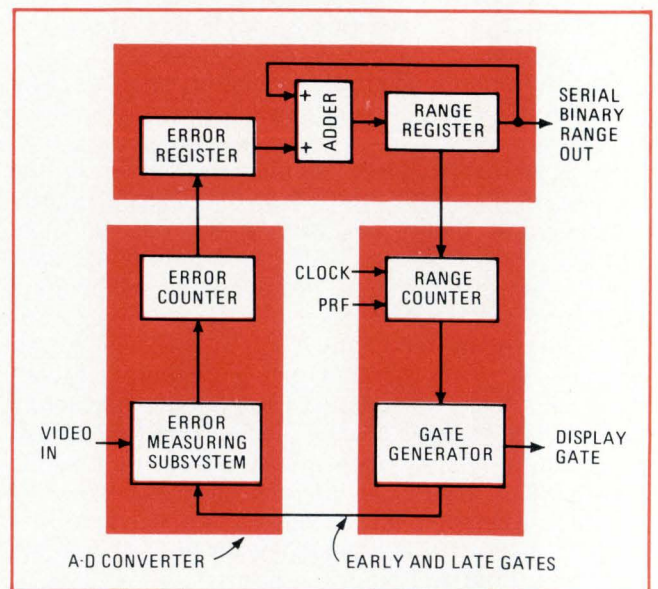 ERROR
REGISTER
+
+
ADDER
RANGE
REGISTER
SERIAL
BINARY
RANGE
OUT
ERROR
COUNTER
CLOCK
PRF
RANGE
COUNTER
VIDEO
IN
ERROR
MEASURING
SUBSYSTEM
GATE
GENERATOR
DISPLAY
GATE
A-D CONVERTER
EARLY AND LATE GATES